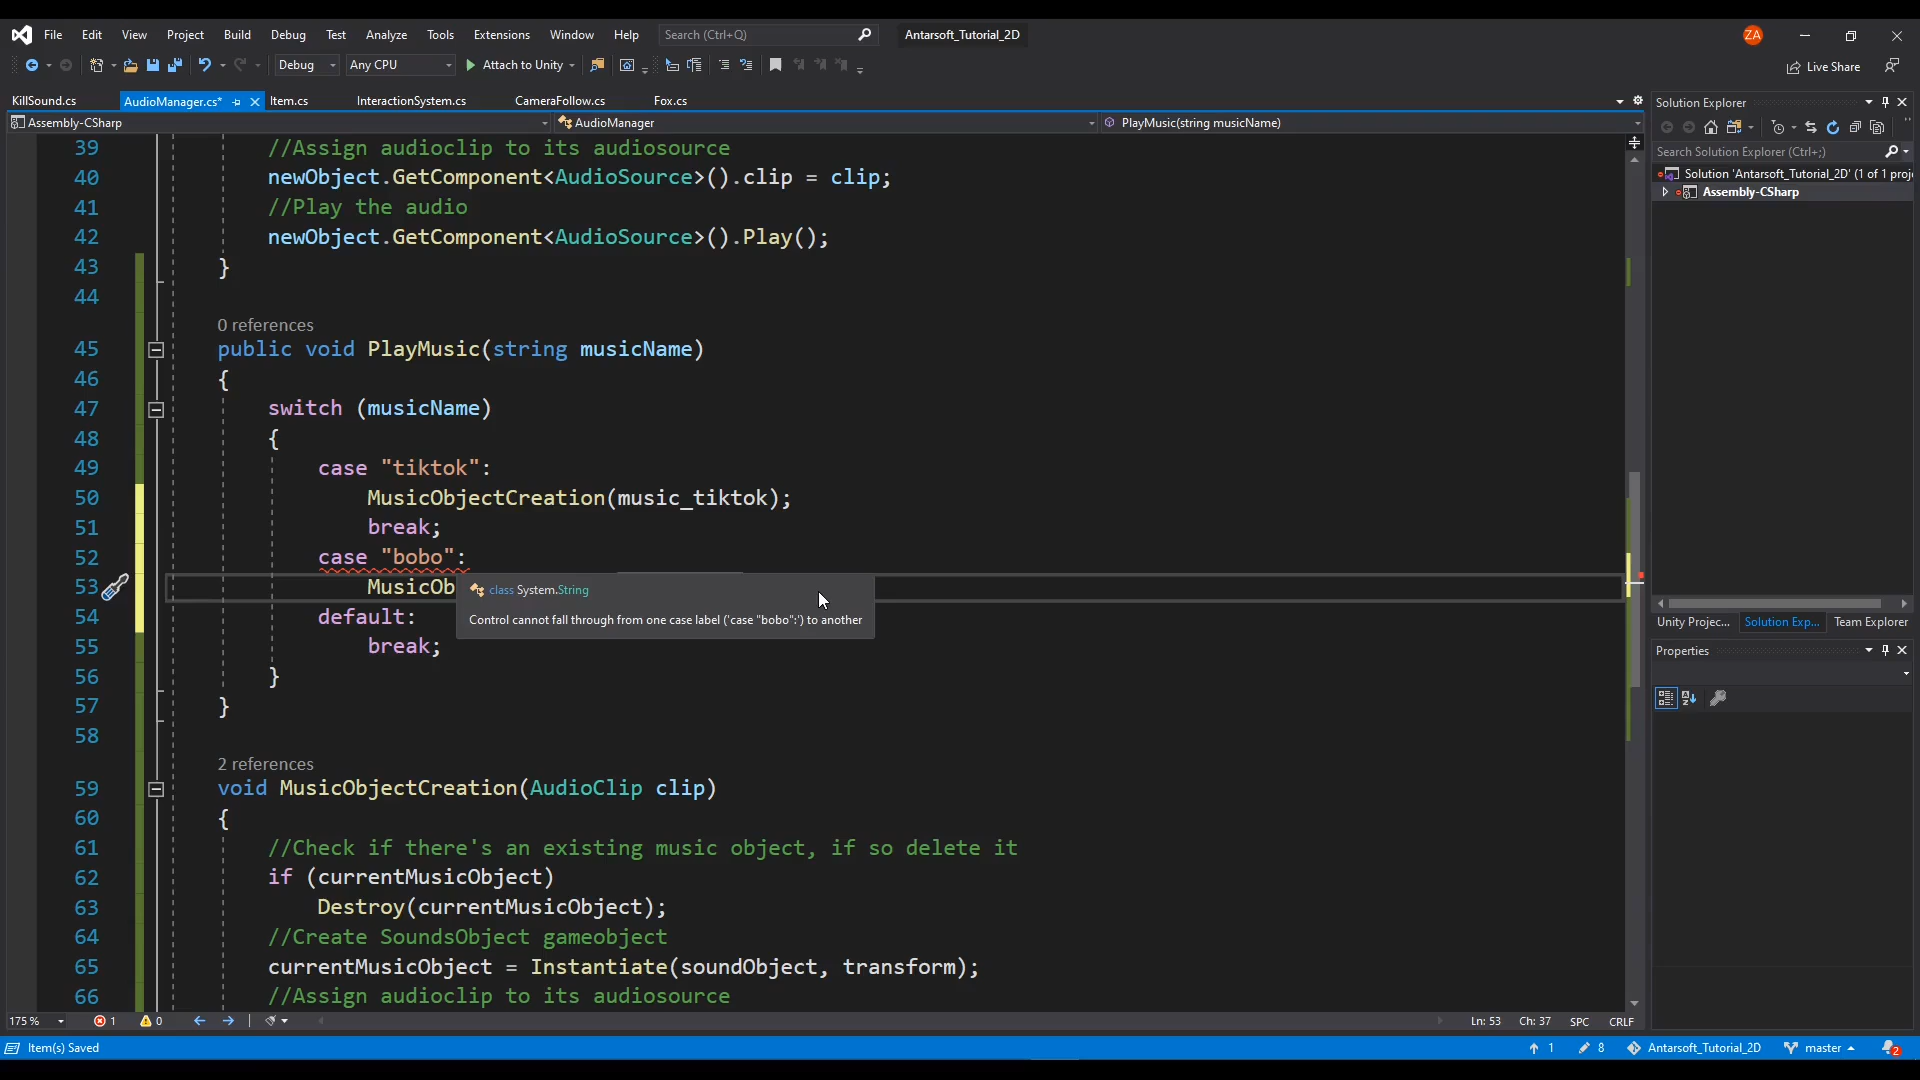 File Edit View Project Build Debug Test Analyze Tools Extensions Window Help Search (Ctrl+Q) Antarsoft_Tutorial_2D ZA
Debug Any CPU Attach to Unity Live Share
KillSound.cs AudioManager.cs* Item.cs InteractionSystem.cs CameraFollow.cs Fox.cs
Assembly-CSharp AudioManager PlayMusic(string musicName)
39 //Assign audioclip to its audiosource
40 newObject.GetComponent<AudioSource>().clip = clip;
41 //Play the audio
42 newObject.GetComponent<AudioSource>().Play();
43 }
44
0 references
45 public void PlayMusic(string musicName)
46 {
47 switch (musicName)
48 {
49 case "tiktok":
50 MusicObjectCreation(music_tiktok);
51 break;
52 case "bobo":
53 MusicOb
class System.String
Control cannot fall through from one case label ('case "bobo":') to another
54 default:
55 break;
56 }
57 }
58
2 references
59 void MusicObjectCreation(AudioClip clip)
60 {
61 //Check if there's an existing music object, if so delete it
62 if (currentMusicObject)
63 Destroy(currentMusicObject);
64 //Create SoundsObject gameobject
65 currentMusicObject = Instantiate(soundObject, transform);
66 //Assign audioclip to its audiosource
175 % 1 0 Ln: 53 Ch: 37 SPC CRLF
Solution Explorer
Search Solution Explorer (Ctrl+;)
Solution 'Antarsoft_Tutorial_2D' (1 of 1 proj
Assembly-CSharp
Unity Projec... Solution Exp... Team Explorer
Properties
Item(s) Saved 1 8 Antarsoft_Tutorial_2D master 2